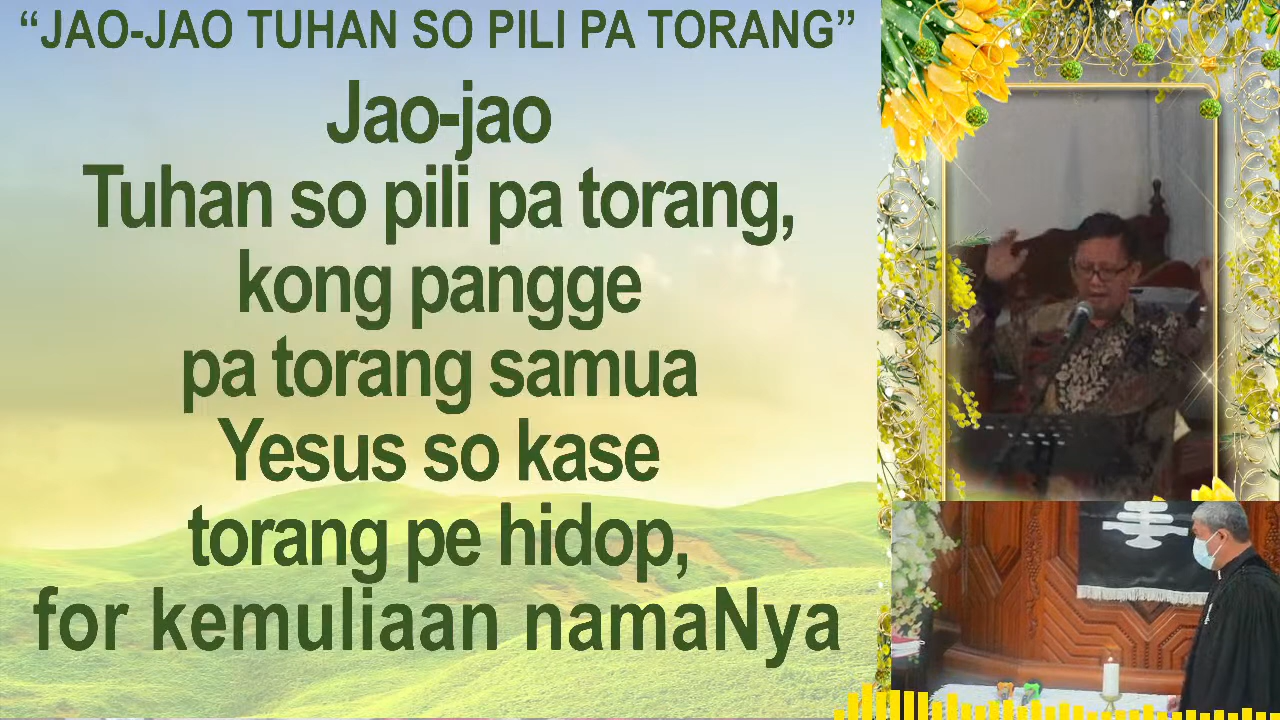 “JAO-JAO TUHAN SO PILI PA TORANG”
Jao-jao
Tuhan so pili pa torang,
kong pangge
pa torang samua
Yesus so kase
torang pe hidop,
for kemuliaan namaNya